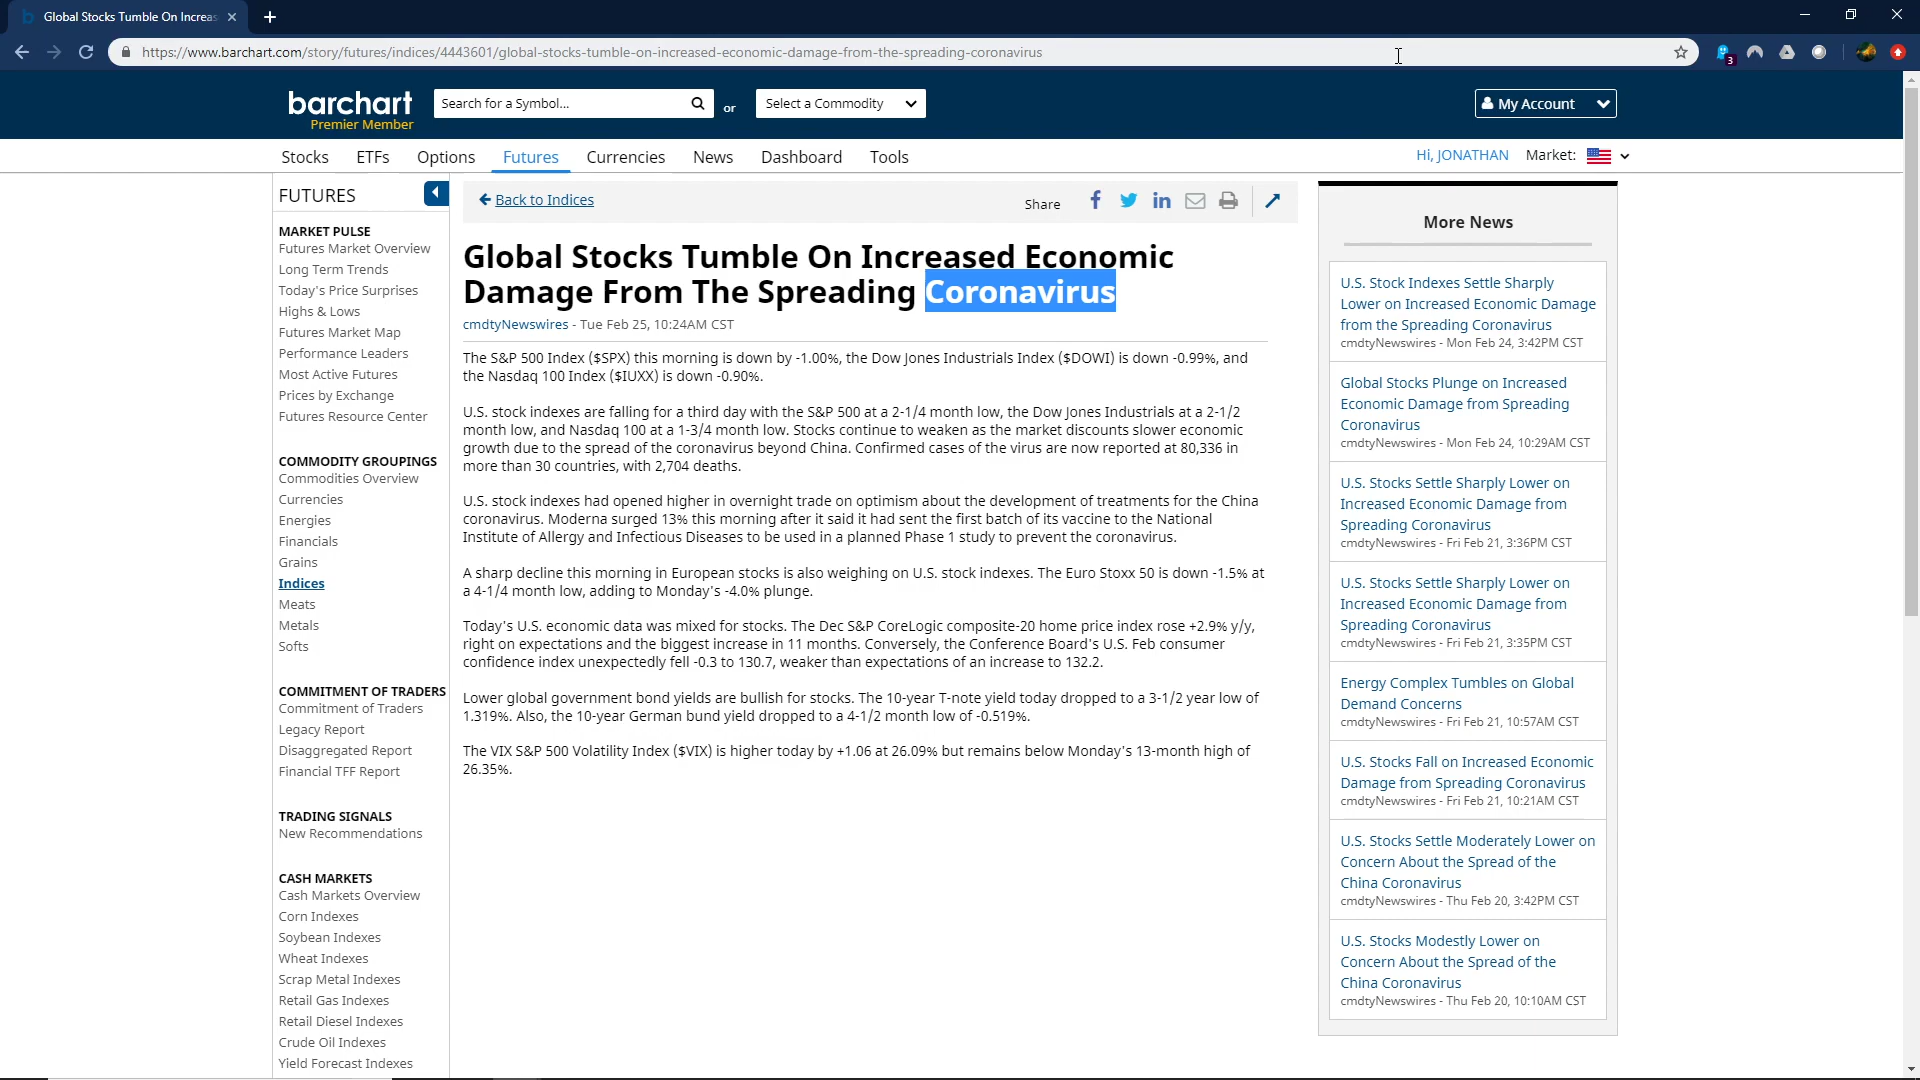 Global Stocks Tumble On Increas
https://www.barchart.com/story/futures/indices/4443601/global-stocks-tumble-on-increased-economic-damage-from-the-spreading-coronavirus
3
barchart
Premier Member
Search for a Symbol...
or
Select a Commodity
My Account
Stocks
ETFs
Options
Futures
Currencies
News
Dashboard
Tools
Hi, JONATHAN
Market:
FUTURES
MARKET PULSE
Futures Market Overview
Long Term Trends
Today's Price Surprises
Highs & Lows
Futures Market Map
Performance Leaders
Most Active Futures
Prices by Exchange
Futures Resource Center
COMMODITY GROUPINGS
Commodities Overview
Currencies
Energies
Financials
Grains
Indices
Meats
Metals
Softs
COMMITMENT OF TRADERS
Commitment of Traders
Legacy Report
Disaggregated Report
Financial TFF Report
TRADING SIGNALS
New Recommendations
CASH MARKETS
Cash Markets Overview
Corn Indexes
Soybean Indexes
Wheat Indexes
Scrap Metal Indexes
Retail Gas Indexes
Retail Diesel Indexes
Crude Oil Indexes
Yield Forecast Indexes
Back to Indices
Share
Global Stocks Tumble On Increased Economic
Damage From The Spreading Coronavirus
cmdtyNewswires - Tue Feb 25, 10:24AM CST
The S&P 500 Index ($SPX) this morning is down by -1.00%, the Dow Jones Industrials Index ($DOWI) is down -0.99%, and
the Nasdaq 100 Index ($IUXX) is down -0.90%.
U.S. stock indexes are falling for a third day with the S&P 500 at a 2-1/4 month low, the Dow Jones Industrials at a 2-1/2
month low, and Nasdaq 100 at a 1-3/4 month low. Stocks continue to weaken as the market discounts slower economic
growth due to the spread of the coronavirus beyond China. Confirmed cases of the virus are now reported at 80,336 in
more than 30 countries, with 2,704 deaths.
U.S. stock indexes had opened higher in overnight trade on optimism about the development of treatments for the China
coronavirus. Moderna surged 13% this morning after it said it had sent the first batch of its vaccine to the National
Institute of Allergy and Infectious Diseases to be used in a planned Phase 1 study to prevent the coronavirus.
A sharp decline this morning in European stocks is also weighing on U.S. stock indexes. The Euro Stoxx 50 is down -1.5% at
a 4-1/4 month low, adding to Monday's -4.0% plunge.
Today's U.S. economic data was mixed for stocks. The Dec S&P CoreLogic composite-20 home price index rose +2.9% y/y,
right on expectations and the biggest increase in 11 months. Conversely, the Conference Board's U.S. Feb consumer
confidence index unexpectedly fell -0.3 to 130.7, weaker than expectations of an increase to 132.2.
Lower global government bond yields are bullish for stocks. The 10-year T-note yield today dropped to a 3-1/2 year low of
1.319%. Also, the 10-year German bund yield dropped to a 4-1/2 month low of -0.519%.
The VIX S&P 500 Volatility Index ($VIX) is higher today by +1.06 at 26.09% but remains below Monday's 13-month high of
26.35%.
More News
U.S. Stock Indexes Settle Sharply
Lower on Increased Economic Damage
from the Spreading Coronavirus
cmdtyNewswires - Mon Feb 24, 3:42PM CST
Global Stocks Plunge on Increased
Economic Damage from Spreading
Coronavirus
cmdtyNewswires - Mon Feb 24, 10:29AM CST
U.S. Stocks Settle Sharply Lower on
Increased Economic Damage from
Spreading Coronavirus
cmdtyNewswires - Fri Feb 21, 3:36PM CST
U.S. Stocks Settle Sharply Lower on
Increased Economic Damage from
Spreading Coronavirus
cmdtyNewswires - Fri Feb 21, 3:35PM CST
Energy Complex Tumbles on Global
Demand Concerns
cmdtyNewswires - Fri Feb 21, 10:57AM CST
U.S. Stocks Fall on Increased Economic
Damage from Spreading Coronavirus
cmdtyNewswires - Fri Feb 21, 10:21AM CST
U.S. Stocks Settle Moderately Lower on
Concern About the Spread of the
China Coronavirus
cmdtyNewswires - Thu Feb 20, 3:42PM CST
U.S. Stocks Modestly Lower on
Concern About the Spread of the
China Coronavirus
cmdtyNewswires - Thu Feb 20, 10:10AM CST